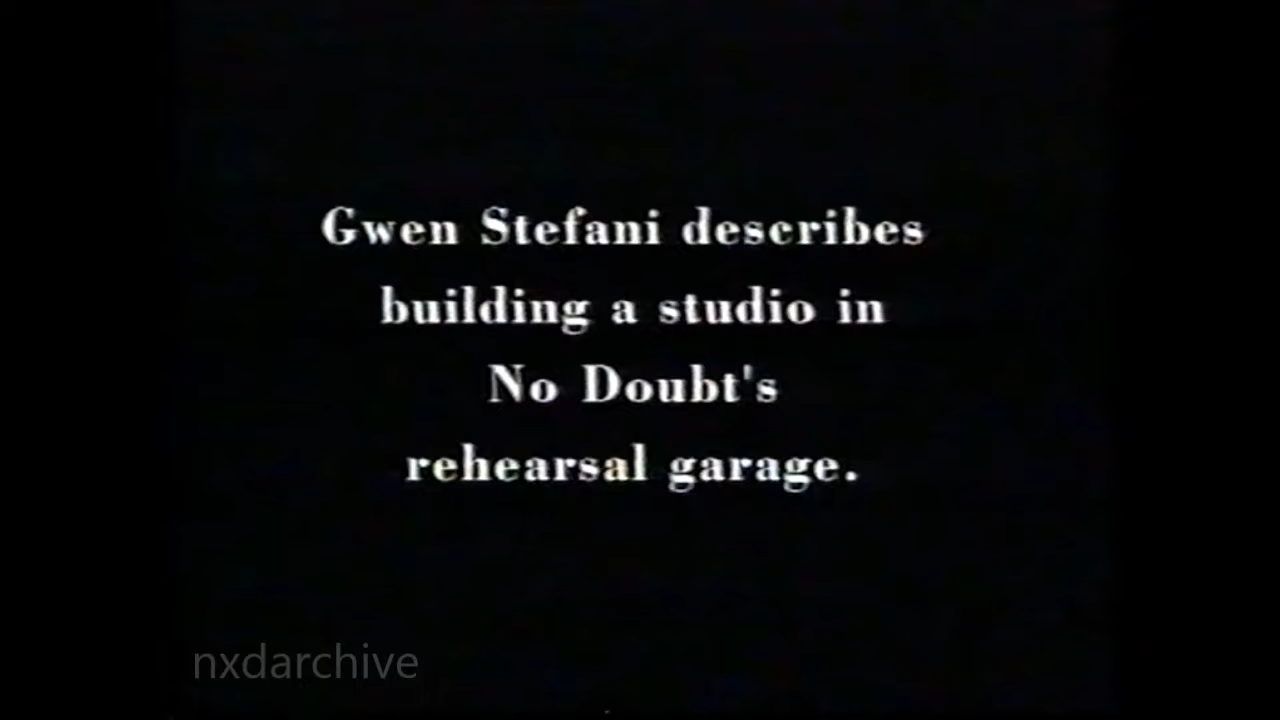 Gwen Stefani describes
building a studio in
No Doubt's
rehearsal garage.
nxdarchive